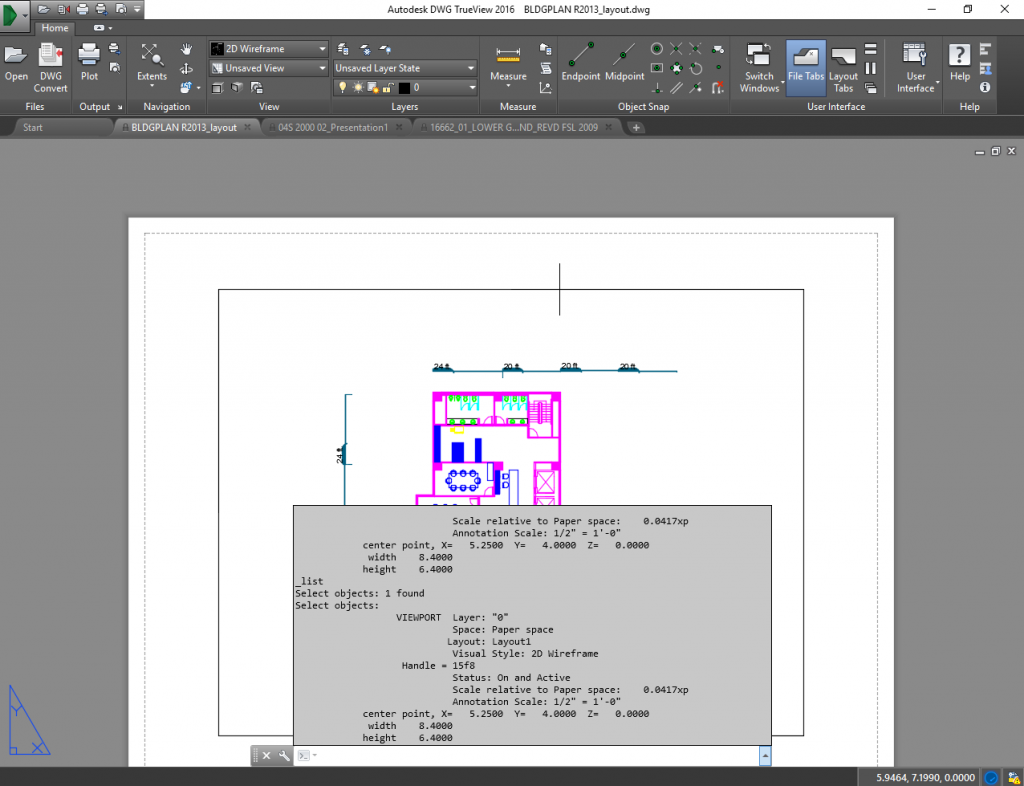 Autodesk DWG TrueView 2016 BLDGPLAN R2013_layout.dwg
Home
2D Wireframe
Unsaved View
Unsaved Layer State
0
Open
DWG Convert
Plot
Extents
Measure
Endpoint
Midpoint
Switch Windows
File Tabs
Layout Tabs
User Interface
Help
Files
Output
Navigation
View
Layers
Measure
Object Snap
User Interface
Help
Start
BLDGPLAN R2013_layout
04S 2000 02_Presentation1
16662_01_LOWER G...ND_REVD FSL 2009
24 ft
20 ft
20 ft
20 ft
24 ft
Scale relative to Paper space: 0.0417xp
Annotation Scale: 1/2" = 1'-0"
center point, X= 5.2500 Y= 4.0000 Z= 0.0000
width 8.4000
height 6.4000
_list
Select objects: 1 found
Select objects:
VIEWPORT Layer: "0"
Space: Paper space
Layout: Layout1
Visual Style: 2D Wireframe
Handle = 15f8
Status: On and Active
Scale relative to Paper space: 0.0417xp
Annotation Scale: 1/2" = 1'-0"
center point, X= 5.2500 Y= 4.0000 Z= 0.0000
width 8.4000
height 6.4000
Y
X
5.9464, 7.1990, 0.0000